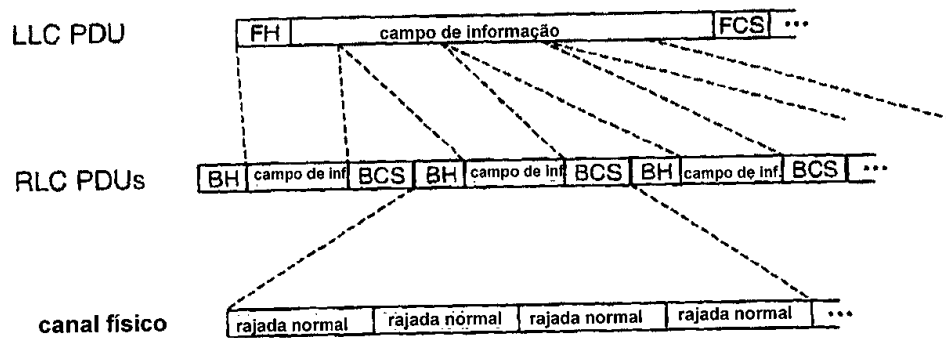 LLC PDU FH campo de informação FCS ...
RLC PDUs BH campo de inf BCS BH campo de inf BCS BH campo de inf. BCS ...
canal físico rajada normal rajada normal rajada normal rajada normal ...